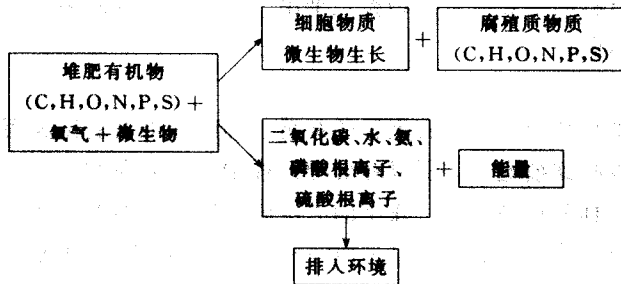 堆肥有机物
(C,H,O,N,P,S)+
氧气+微生物
细胞物质
微生物生长
+
腐殖质物质
(C,H,O,N,P,S)
二氧化碳、水、氨、
磷酸根离子、
硫酸根离子
+
能量
排入环境